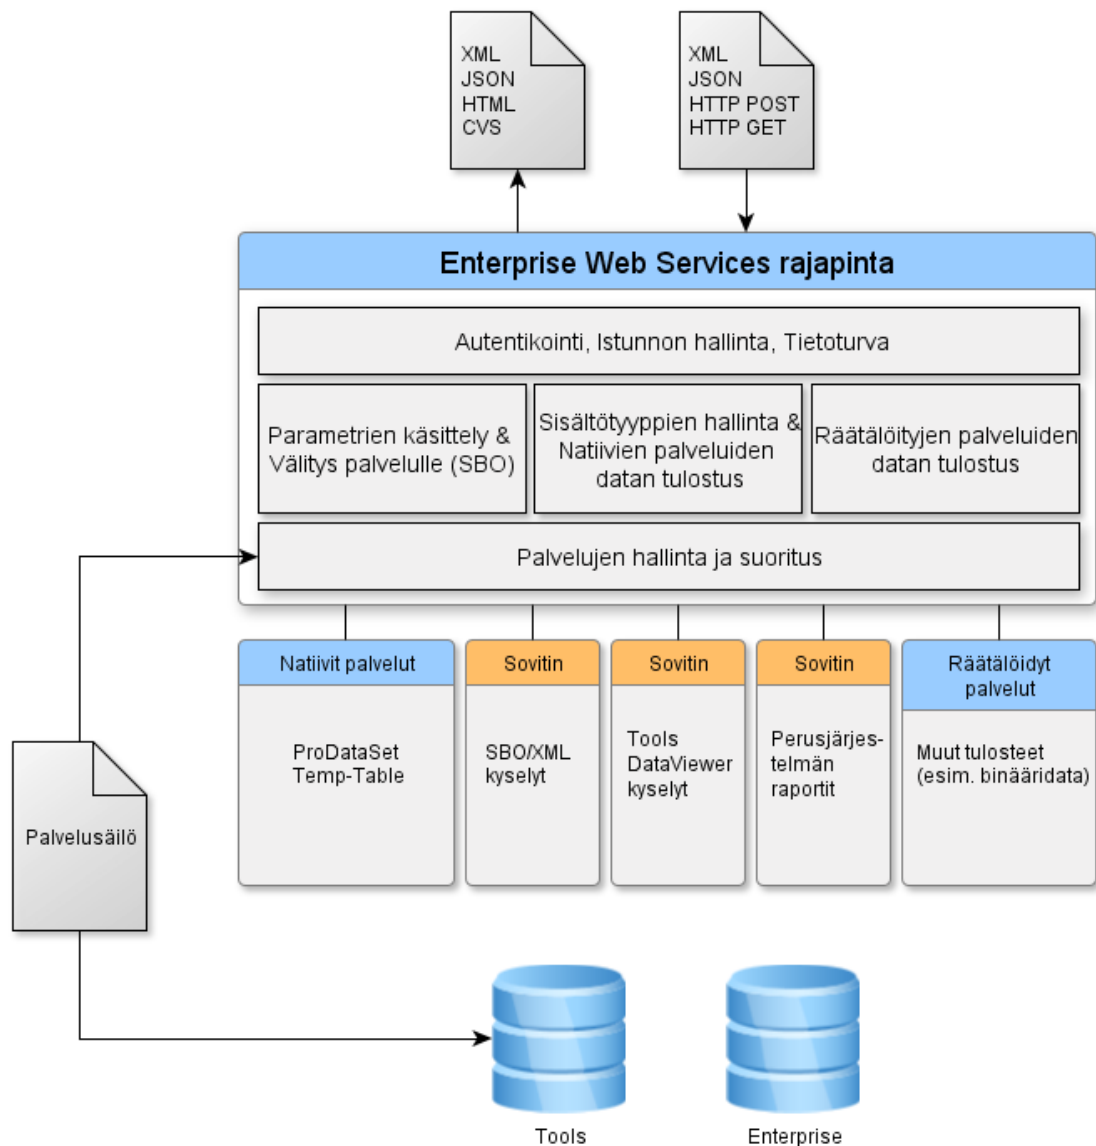 XML
JSON
HTML
CVS
XML
JSON
HTTP POST
HTTP GET
Enterprise Web Services rajapinta
Autentikointi, Istunnon hallinta, Tietoturva
Parametrien käsittely &
Välitys palvelulle (SBO)
Sisältötyyppien hallinta &
Natiivien palveluiden
datan tulostus
Räätälöityjen palveluiden
datan tulostus
Palvelujen hallinta ja suoritus
Natiivit palvelut
ProDataSet
Temp-Table
Sovitin
SBO/XML
kyselyt
Sovitin
Tools
DataViewer
kyselyt
Sovitin
Perusjärjes-
telmän
raportit
Räätälöidyt
palvelut
Muut tulosteet
(esim. binääridata)
Palvelusäilö
Tools
Enterprise